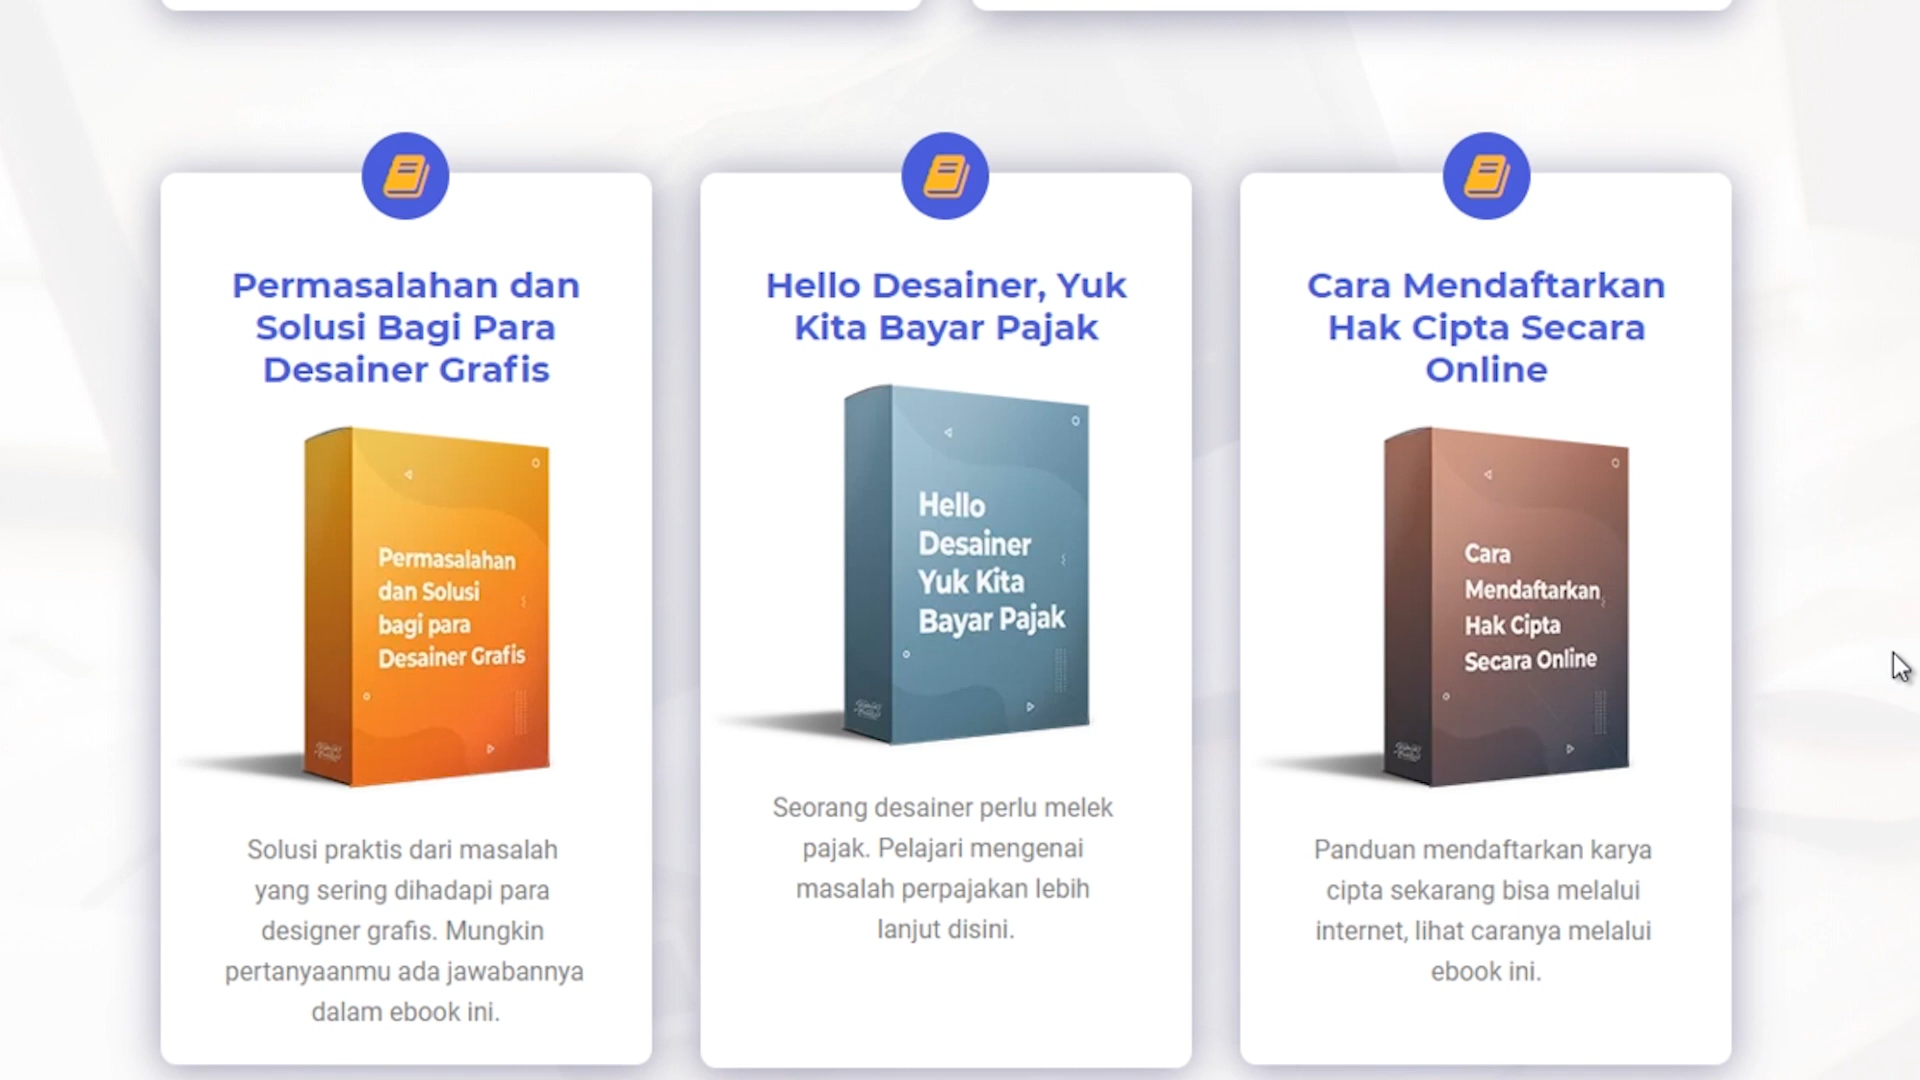 Permasalahan dan
Solusi Bagi Para
Desainer Grafis
Permasalahan
dan Solusi
bagi para
Desainer Grafis
Solusi praktis dari masalah
yang sering dihadapi para
designer grafis. Mungkin
pertanyaanmu ada jawabannya
dalam ebook ini.
Hello Desainer, Yuk
Kita Bayar Pajak
Hello
Desainer
Yuk Kita
Bayar Pajak
Seorang desainer perlu melek
pajak. Pelajari mengenai
masalah perpajakan lebih
lanjut disini.
Cara Mendaftarkan
Hak Cipta Secara
Online
Cara
Mendaftarkan
Hak Cipta
Secara Online
Panduan mendaftarkan karya
cipta sekarang bisa melalui
internet, lihat caranya melalui
ebook ini.